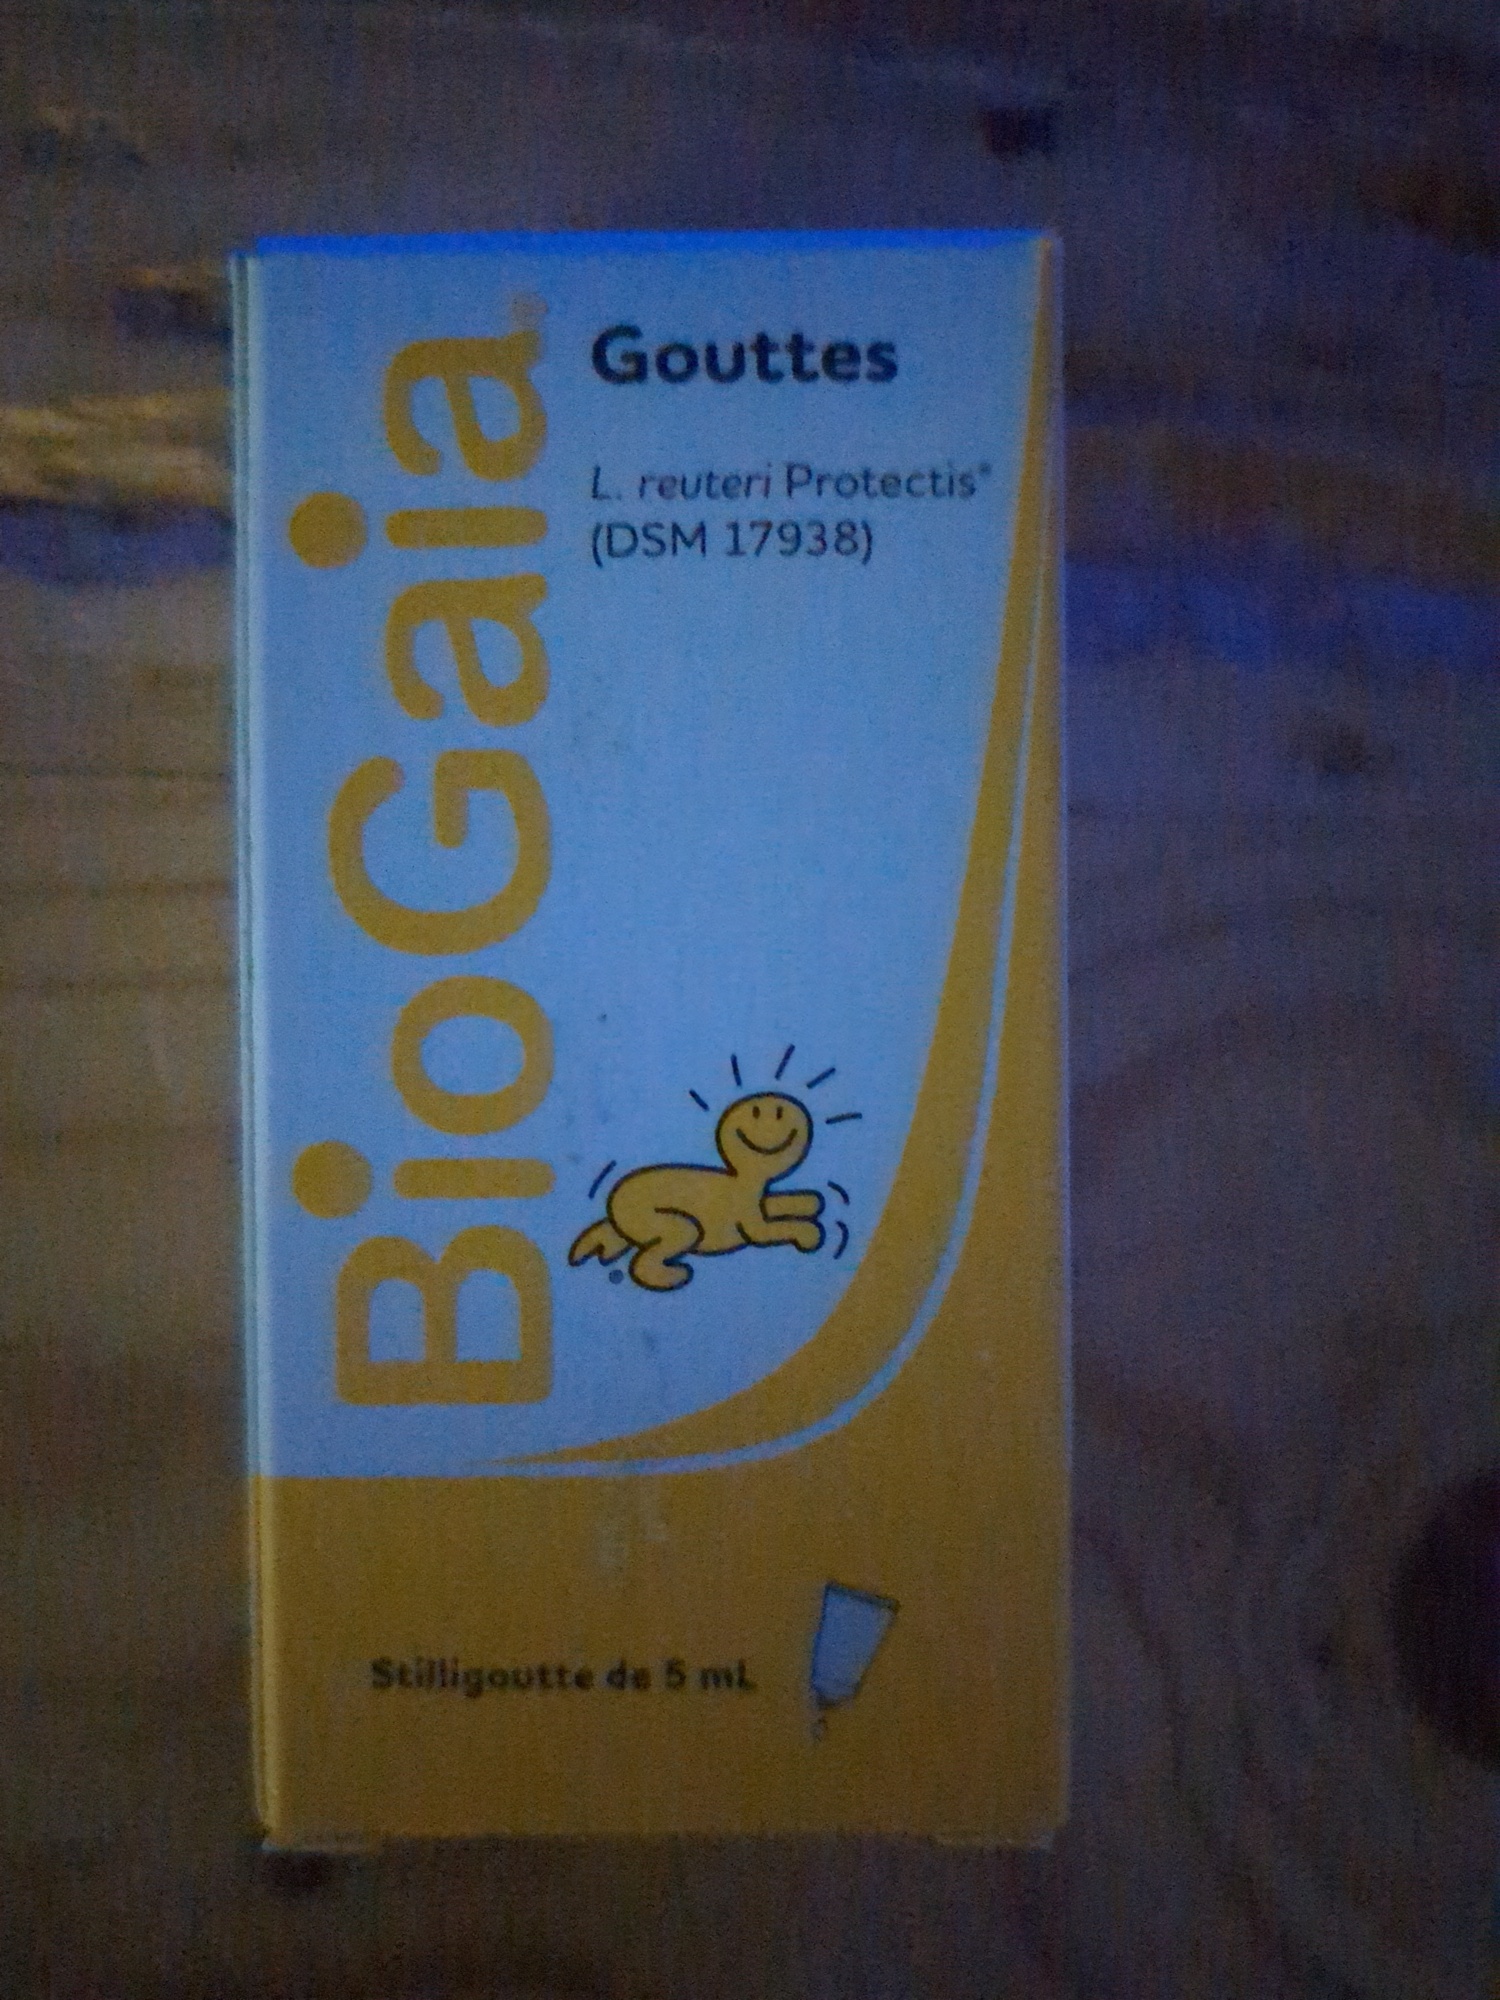 BioGaia
Gouttes
L. reuteri Protectis®
(DSM 17938)
Stilligoutte de 5 mL